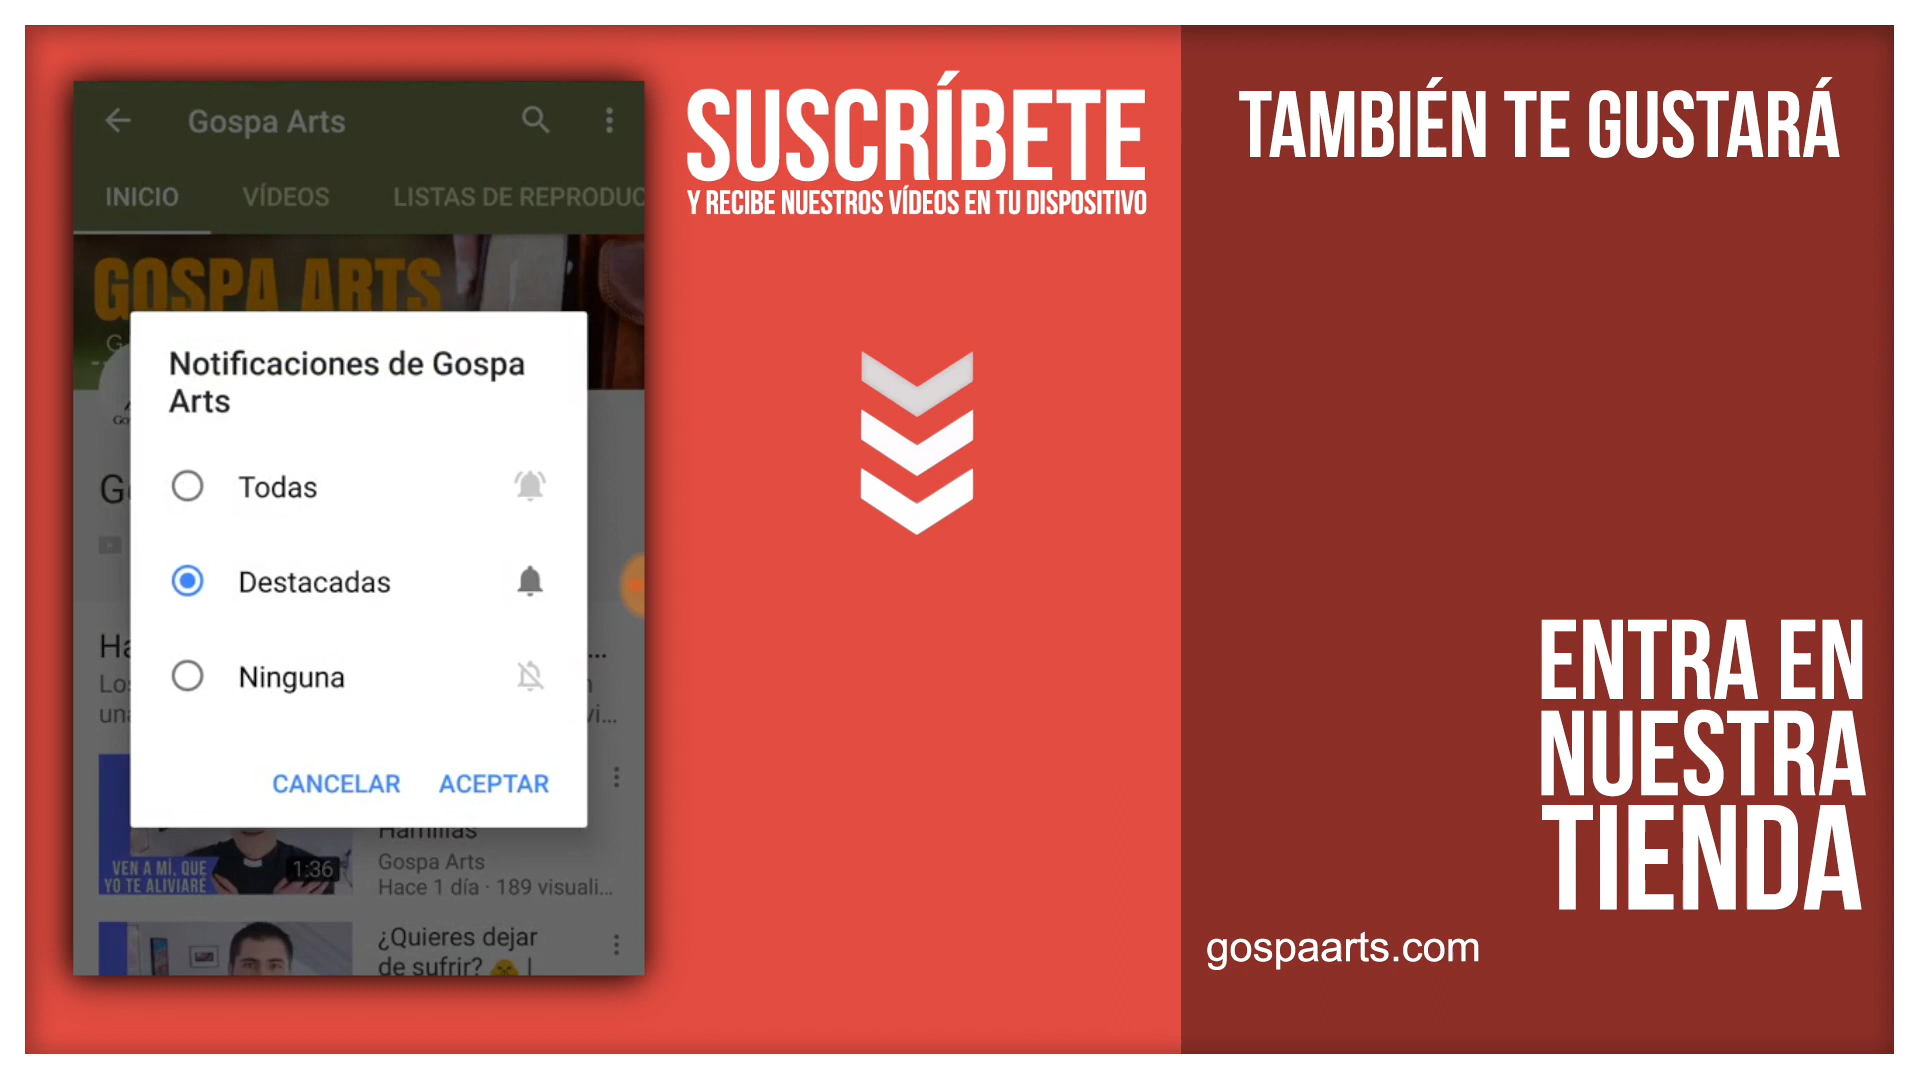 Gospa Arts
INICIO VÍDEOS LISTAS DE REPRODUC
GOSPA ARTS
Notificaciones de Gospa
Arts
Todas
Destacadas
Ninguna
CANCELAR ACEPTAR
VEN A MÍ, QUE
YO TE ALIVIARÉ
1:36
Hamillas
Gospa Arts
Hace 1 día · 189 visuali...
¿Quieres dejar
de sufrir? 😕 |
SUSCRÍBETE
Y RECIBE NUESTROS VÍDEOS EN TU DISPOSITIVO
TAMBIÉN TE GUSTARÁ
ENTRA EN
NUESTRA
TIENDA
gospaarts.com